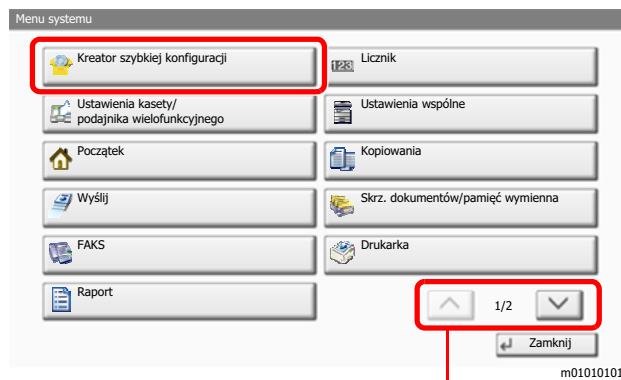 Menu systemu
Kreator szybkiej konfiguracji
123 Licznik
Ustawienia kasety/
podajnika wielofunkcyjnego
Ustawienia wspólne
Początek
Kopiowania
Wyślij
Skrz. dokumentów/pamięć wymienna
FAKS
Drukarka
Raport
1/2
Zamknij
m01010101